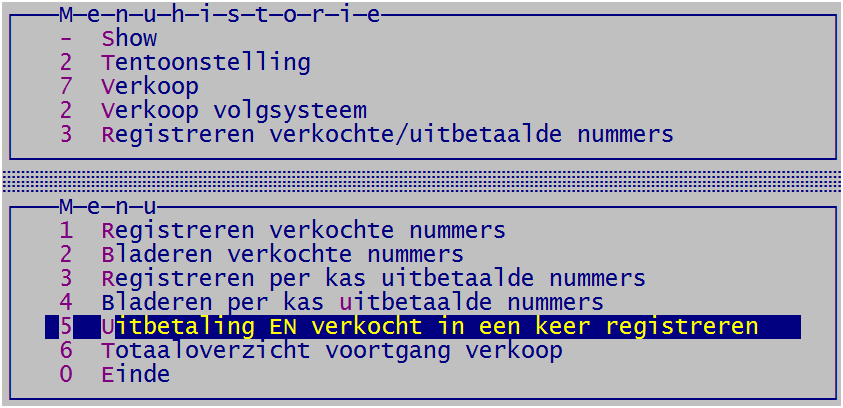 M-e-n-u-h-i-s-t-o-r-i-e
- Show
2 Tentoonstelling
7 Verkoop
2 Verkoop volgsysteem
3 Registreren verkochte/uitbetaalde nummers
M-e-n-u
1 Registreren verkochte nummers
2 Bladeren verkochte nummers
3 Registreren per kas uitbetaalde nummers
4 Bladeren per kas uitbetaalde nummers
5 Uitbetaling EN verkocht in een keer registreren
6 Totaaloverzicht voortgang verkoop
0 Einde